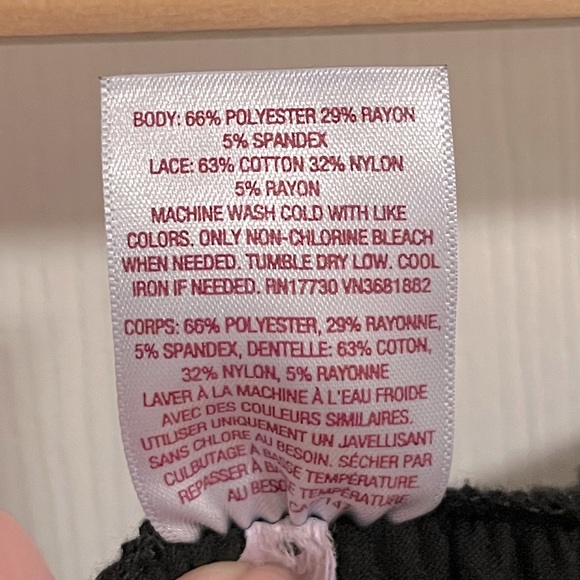 BODY: 66% POLYESTER 29% RAYON
5% SPANDEX
LACE: 63% COTTON 32% NYLON
5% RAYON
MACHINE WASH COLD WITH LIKE
COLORS. ONLY NON-CHLORINE BLEACH
WHEN NEEDED. TUMBLE DRY LOW. COOL
IRON IF NEEDED. RN17730 VN3681882
CORPS: 66% POLYESTER, 29% RAYONNE,
5% SPANDEX, DENTELLE: 63% COTON,
32% NYLON, 5% RAYONNE
LAVER À LA MACHINE À L'EAU FROIDE
AVEC DES COULEURS SIMILAIRES.
UTILISER UNIQUEMENT UN JAVELLISANT
SANS CHLORE AU BESOIN. SÉCHER PAR
CULBUTAGE À BASSE TEMPÉRATURE.
REPASSER À BASSE TEMPÉRATURE
AU